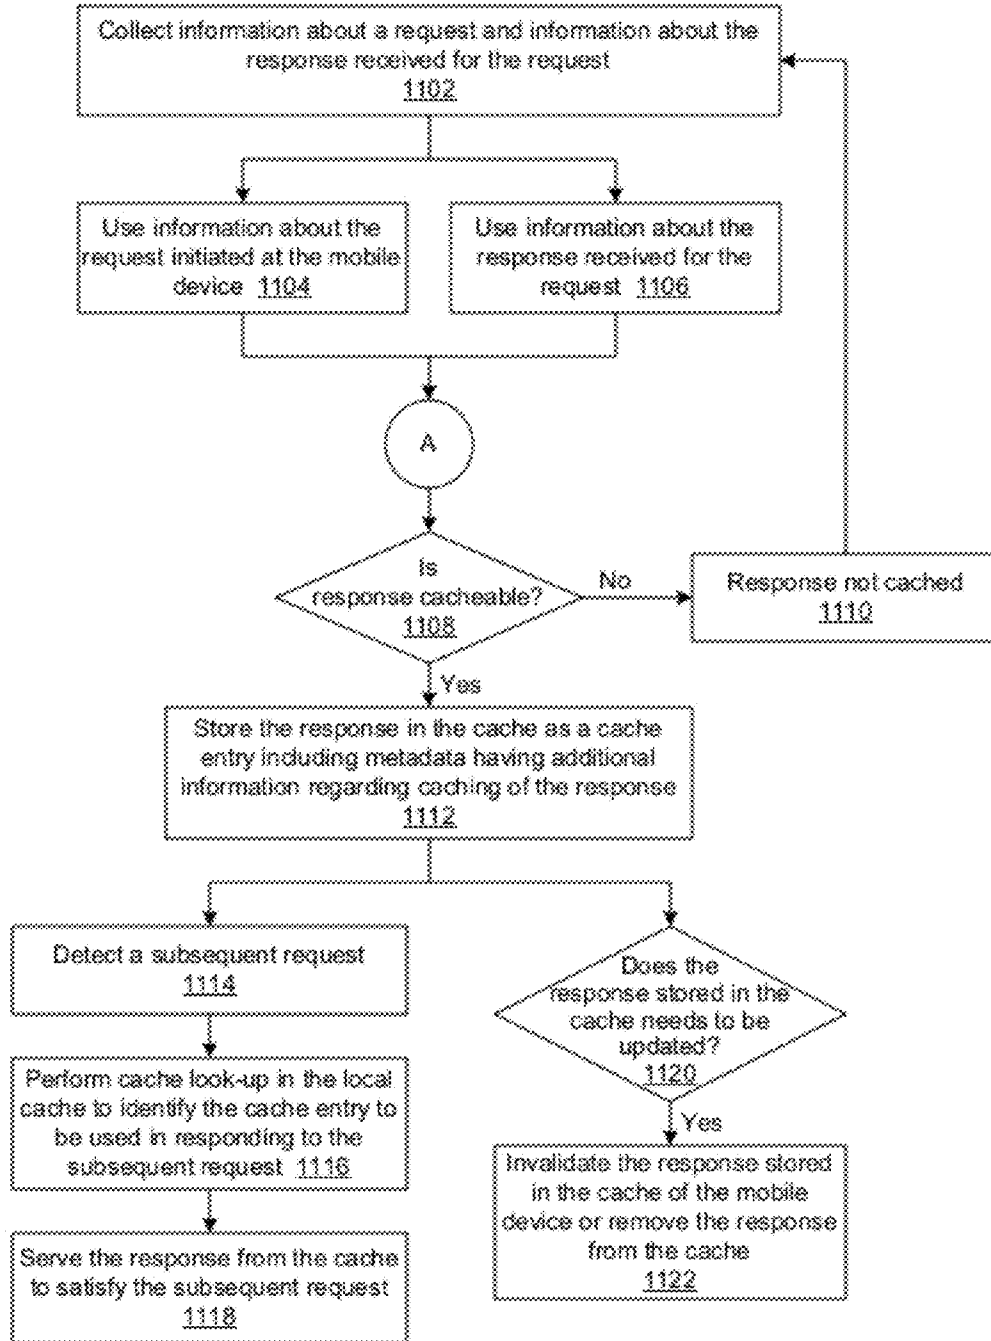 Collect information about a request and information about the
response received for the request
1102
Use information about the
request initiated at the mobile
device 1104
Use information about the
response received for the
request 1106
A
Is
response cacheable?
1108
No
Response not cached
1110
Yes
Store the response in the cache as a cache
entry including metadata having additional
information regarding caching of the response
1112
Detect a subsequent request
1114
Perform cache look-up in the local
cache to identify the cache entry to
be used in responding to the
subsequent request 1116
Serve the response from the cache
to satisfy the subsequent request
1118
Does the
response stored in the
cache needs to be
updated?
1120
Yes
Invalidate the response stored
in the cache of the mobile
device or remove the response
from the cache
1122